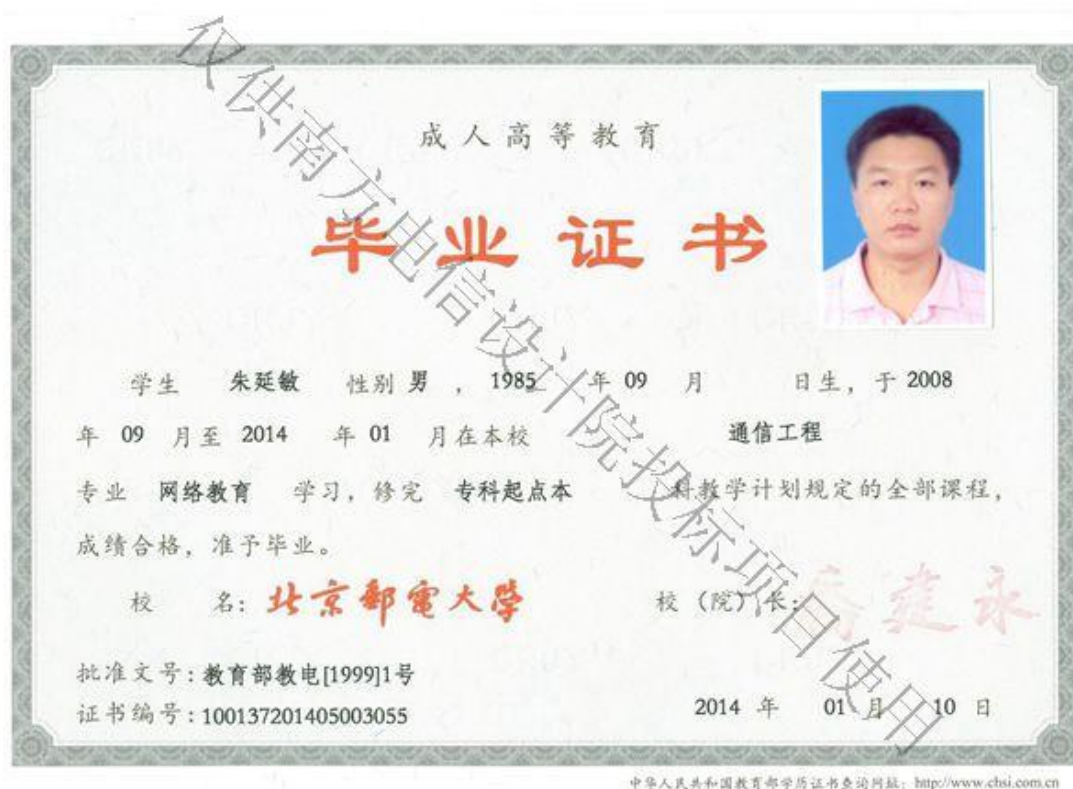 成人高等教育
毕业证书
学生 朱延敏 性别 男 , 1985 年 09 月 日生, 于 2008
年 09 月至 2014 年 01 月在本校 通信工程
专业 网络教育 学习, 修完 专科起点本 科教学计划规定的全部课程,
成绩合格, 准予毕业。
校 名: 北京郵電大學 校 (院) 长: 乔建永
批准文号: 教育部教电[1999]1号
证书编号: 100137201405003055 2014 年 01 月 10 日
中华人民共和国教育部学历证书查询网址: http://www.chsi.com.cn
仅供南方电信设计院投标项目使用